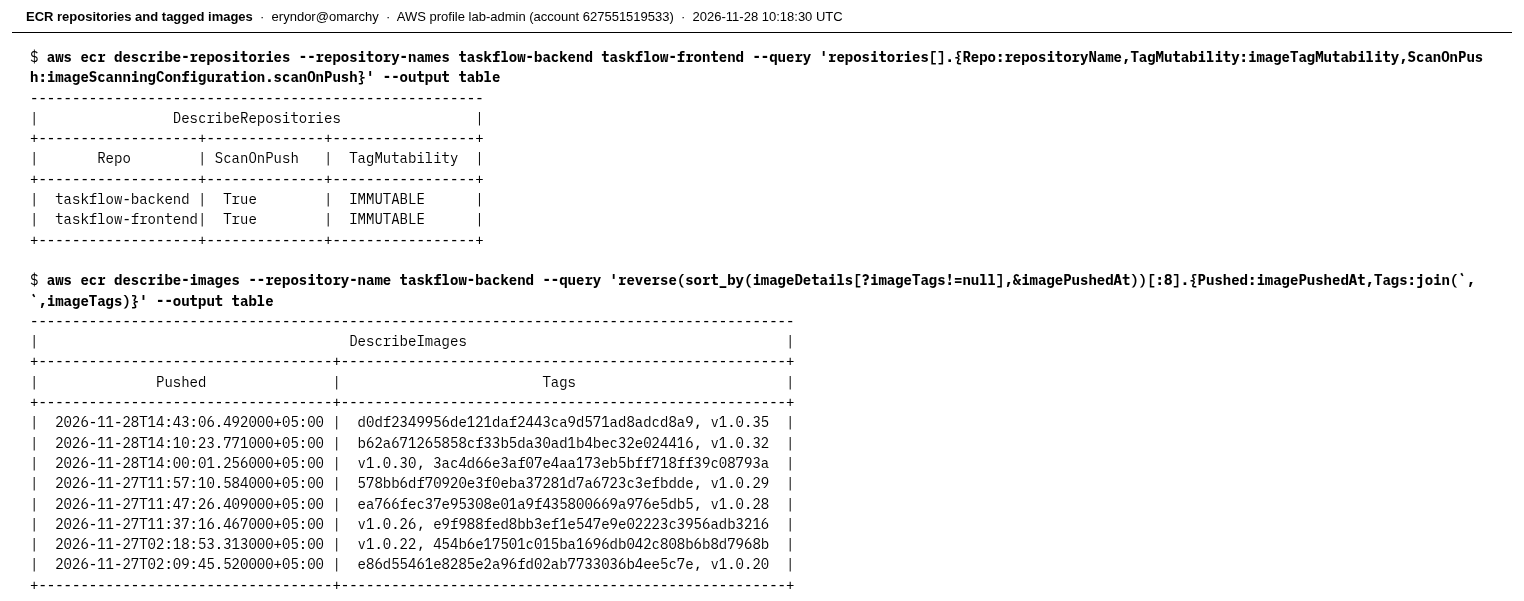 ECR repositories and tagged images · eryndor@omarchy · AWS profile lab-admin (account 627551519533) · 2026-11-28 10:18:30 UTC
$ aws ecr describe-repositories --repository-names taskflow-backend taskflow-frontend --query 'repositories[].{Repo:repositoryName,TagMutability:imageTagMutability,ScanOnPus
h:imageScanningConfiguration.scanOnPush}' --output table
------------------------------------------------------
|                DescribeRepositories                |
+-------------------+--------------+-----------------+
|       Repo        | ScanOnPush   |  TagMutability  |
+-------------------+--------------+-----------------+
|  taskflow-backend |  True        |  IMMUTABLE      |
|  taskflow-frontend|  True        |  IMMUTABLE      |
+-------------------+--------------+-----------------+
$ aws ecr describe-images --repository-name taskflow-backend --query 'reverse(sort_by(imageDetails[?imageTags!=null],&imagePushedAt))[:8].{Pushed:imagePushedAt,Tags:join(`,
`,imageTags)}' --output table
-------------------------------------------------------------------------------------------
|                                     DescribeImages                                      |
+-----------------------------------+-----------------------------------------------------+
|              Pushed               |                        Tags                         |
+-----------------------------------+-----------------------------------------------------+
|  2026-11-28T14:43:06.492000+05:00 |  d0df2349956de121daf2443ca9d571ad8adcd8a9, v1.0.35  |
|  2026-11-28T14:10:23.771000+05:00 |  b62a671265858cf33b5da30ad1b4bec32e024416, v1.0.32  |
|  2026-11-28T14:00:01.256000+05:00 |  v1.0.30, 3ac4d66e3af07e4aa173eb5bff718ff39c08793a  |
|  2026-11-27T11:57:10.584000+05:00 |  578bb6df70920e3f0eba37281d7a6723c3efbdde, v1.0.29  |
|  2026-11-27T11:47:26.409000+05:00 |  ea766fec37e95308e01a9f435800669a976e5db5, v1.0.28  |
|  2026-11-27T11:37:16.467000+05:00 |  v1.0.26, e9f988fed8bb3ef1e547e9e02223c3956adb3216  |
|  2026-11-27T02:18:53.313000+05:00 |  v1.0.22, 454b6e17501c015ba1696db042c808b6b8d7968b  |
|  2026-11-27T02:09:45.520000+05:00 |  e86d55461e8285e2a96fd02ab7733036b4ee5c7e, v1.0.20  |
+-----------------------------------+-----------------------------------------------------+